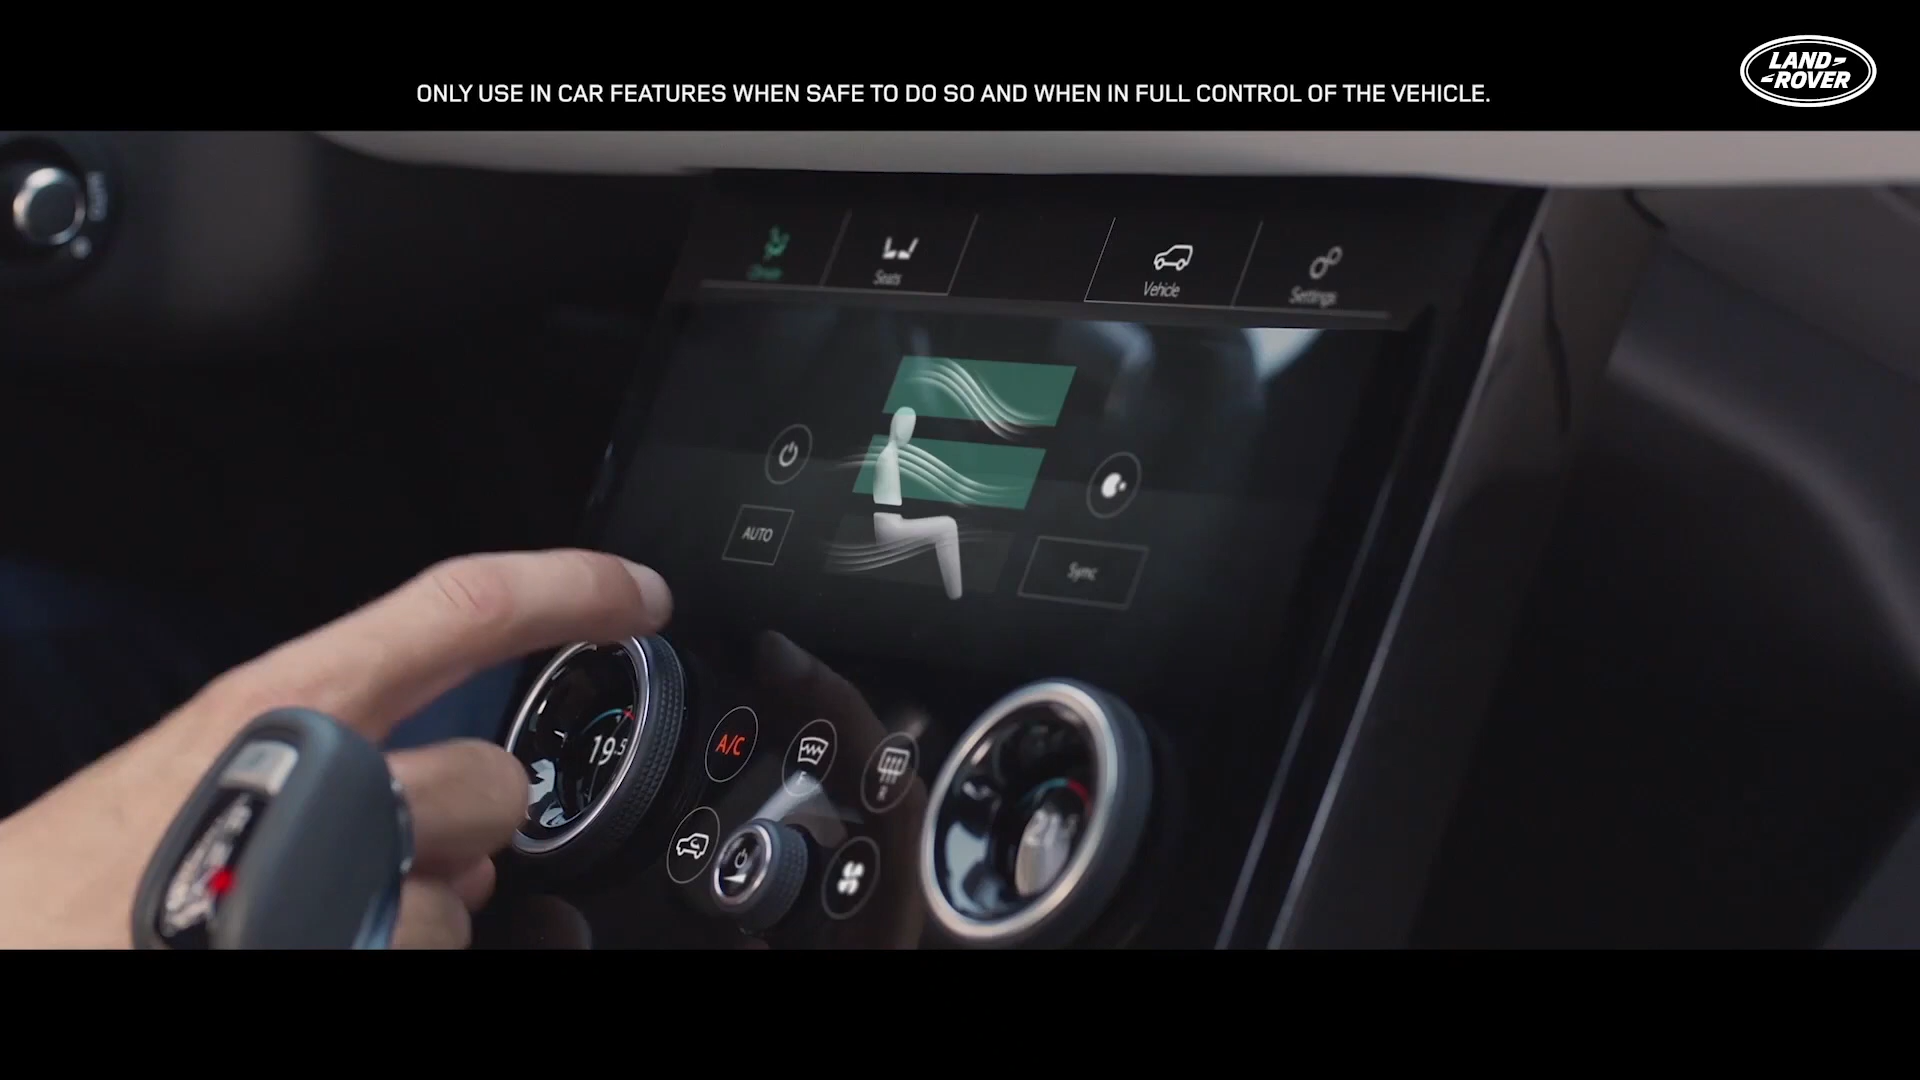 LAND
ROVER
ONLY USE IN CAR FEATURES WHEN SAFE TO DO SO AND WHEN IN FULL CONTROL OF THE VEHICLE.
Climate
Seats
Vehicle
Settings
AUTO
Sync
19.5
A/C